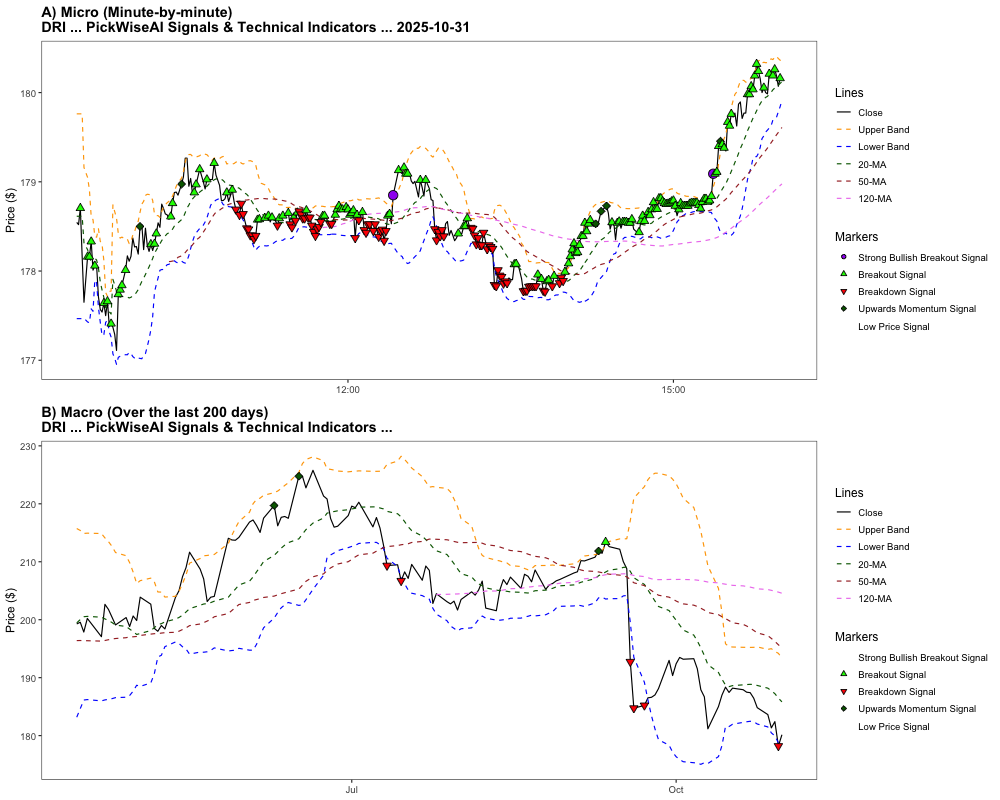 A) Micro (Minute-by-minute)
DRI ... PickWiseAI Signals & Technical Indicators ... 2025-10-31
Price ($)
180
179
178
177
12:00
15:00
Lines
Close
Upper Band
Lower Band
20-MA
50-MA
120-MA
Markers
Strong Bullish Breakout Signal
Breakout Signal
Breakdown Signal
Upwards Momentum Signal
Low Price Signal
B) Macro (Over the last 200 days)
DRI ... PickWiseAI Signals & Technical Indicators ...
Price ($)
230
220
210
200
190
180
Jul
Oct
Lines
Close
Upper Band
Lower Band
20-MA
50-MA
120-MA
Markers
Strong Bullish Breakout Signal
Breakout Signal
Breakdown Signal
Upwards Momentum Signal
Low Price Signal